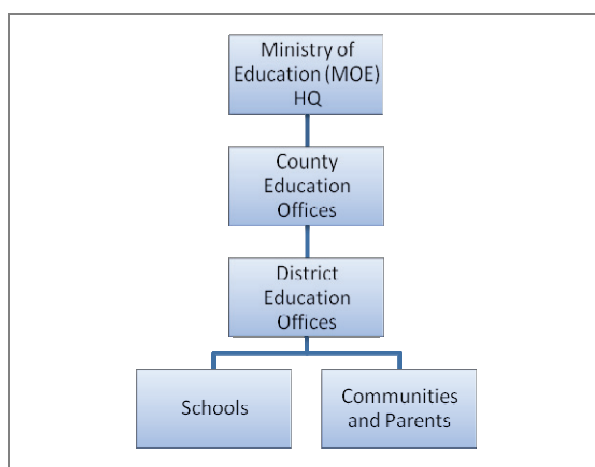 Ministry of
Education (MOE)
HQ
County
Education
Offices
District
Education
Offices
Schools
Communities
and Parents